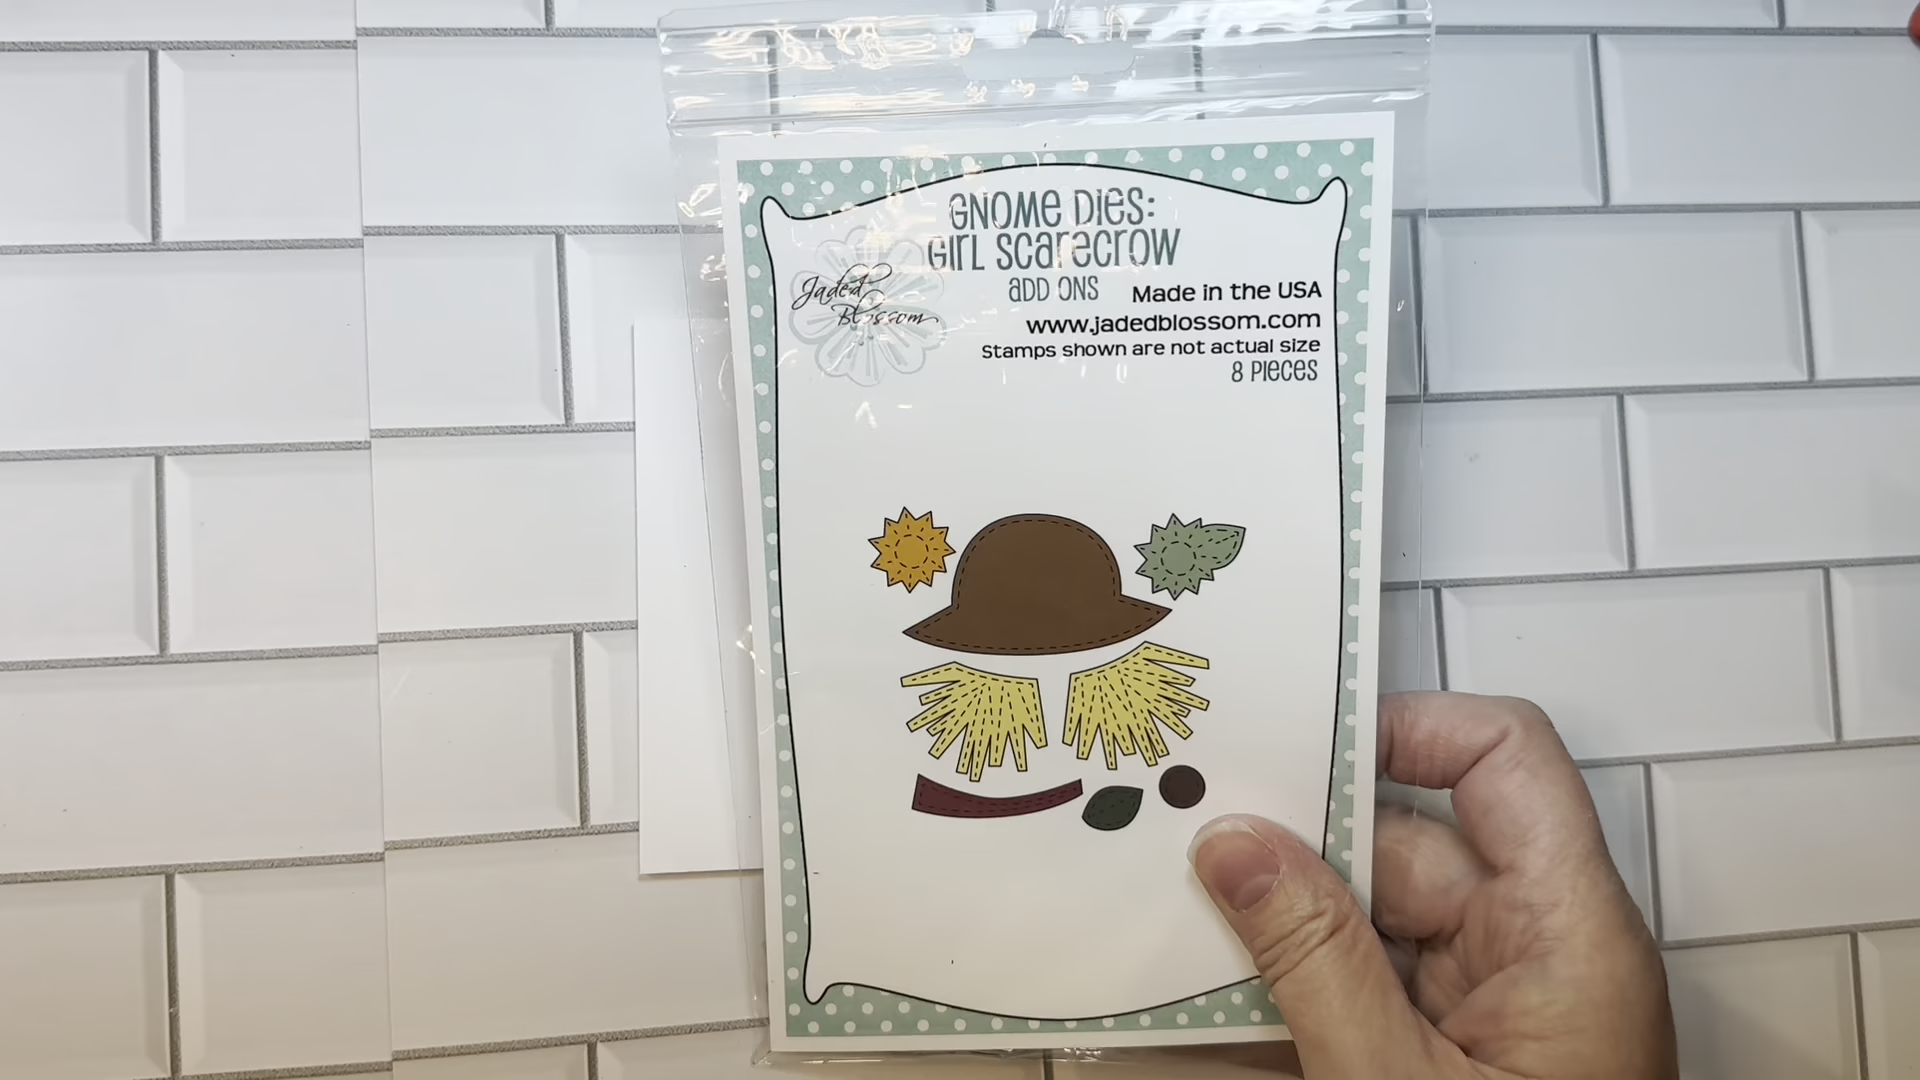 GNOME DIES:
GIRL SCARECROW
ADD ONS
Jaded
Blossom
Made in the USA
www.jadedblossom.com
Stamps shown are not actual size
8 PIECES